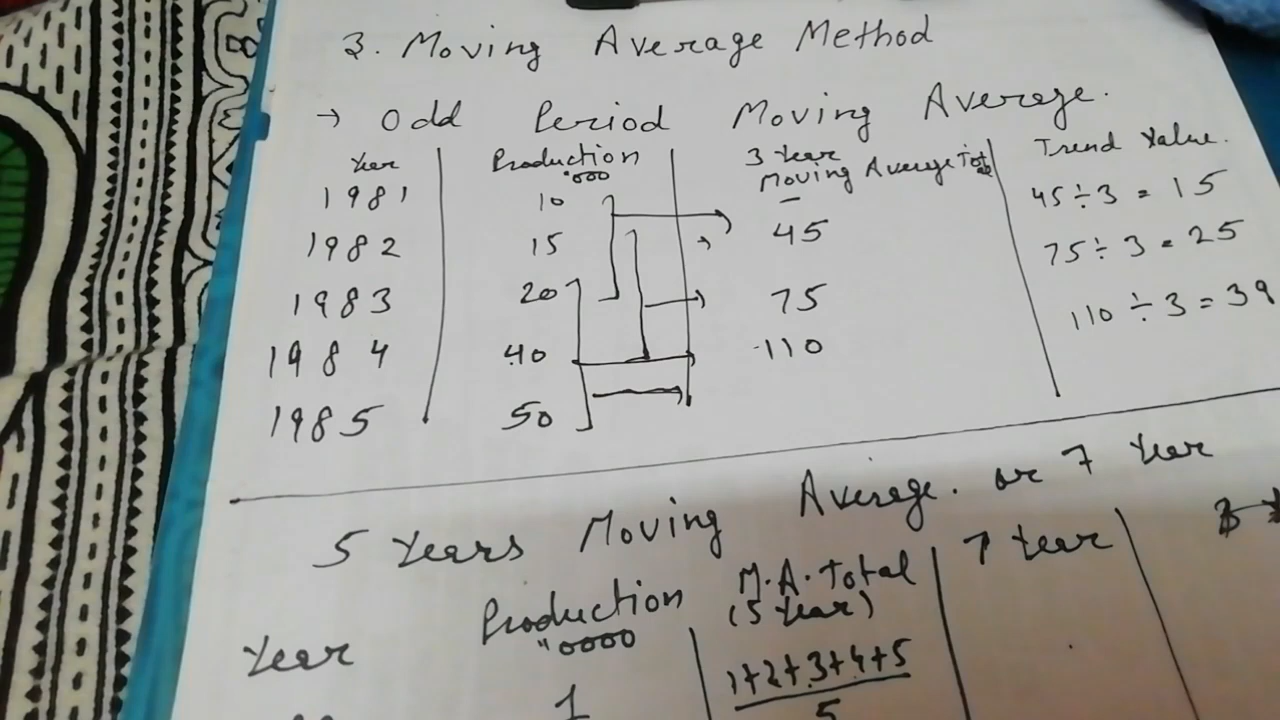 3. Moving Average Method
→ Odd Period Moving Average.
Year Production '000 3 Year Moving Average Total Trend Value.
1981 10 – 45÷3 = 15
1982 15 45 75÷3 = 25
1983 20 75 110÷3 = 39
1984 40 110
1985 50
5 Years Moving Average. or 7 Year
Year Production "0000 M.A. Total (5 Year) 7 Year
1 1+2+3+4+5
5